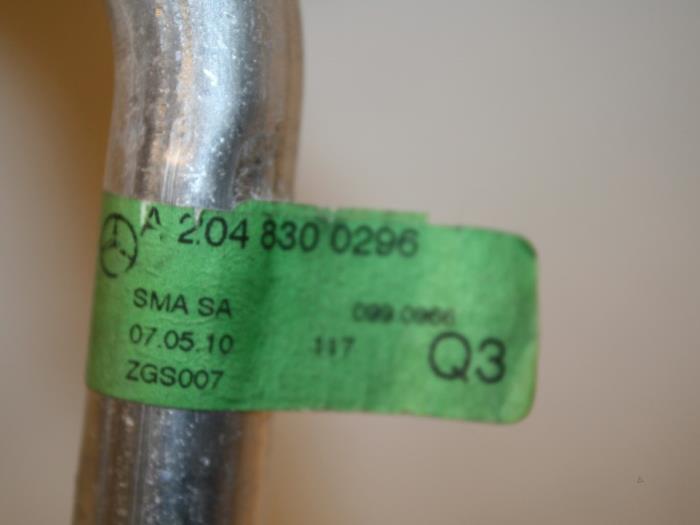 A 204 830 0296
SMA SA 099.0966
07.05.10 117 Q3
ZGS007